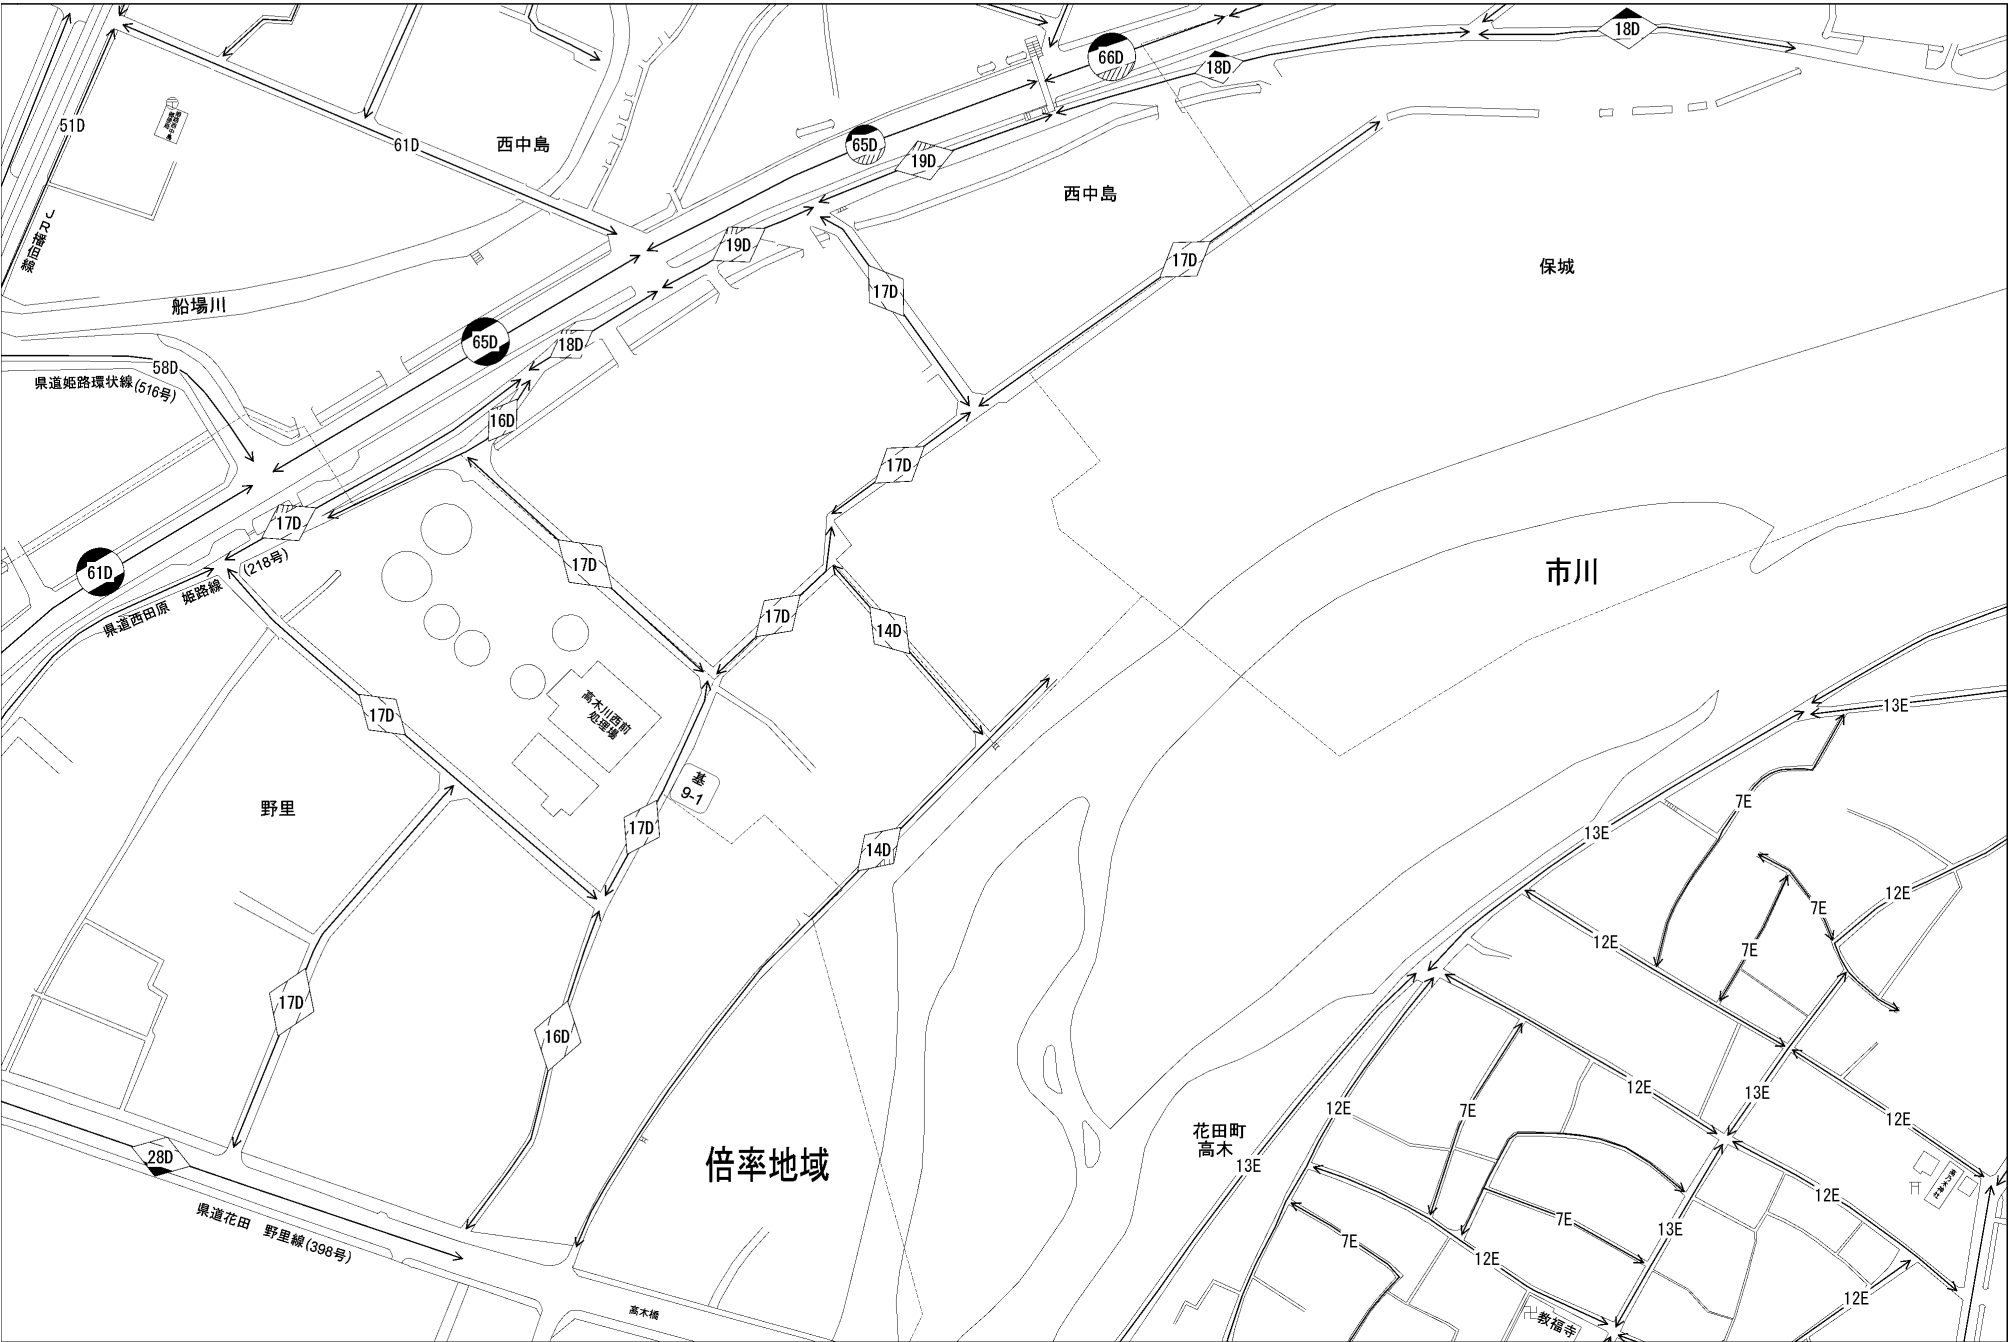 18D
66D
18D
51D
61D
西中島
65D
19D
西中島
JR播但線
19D
17D
17D
保城
船場川
65D
18D
58D
県道姫路環状線(516号)
16D
17D
17D
(218号)
61D
17D
市川
県道西田原 姫路線
17D
14D
高木川西前
処理場
17D
13E
基
9-1
7E
野里
17D
13E
14D
12E
7E
12E
7E
17D
16D
12E
13E
12E
7E
12E
花田町
高木
28D
倍率地域
13E
12E
県道花田 野里線(398号)
7E
13E
7E
12E
高木橋
12E
卍教福寺